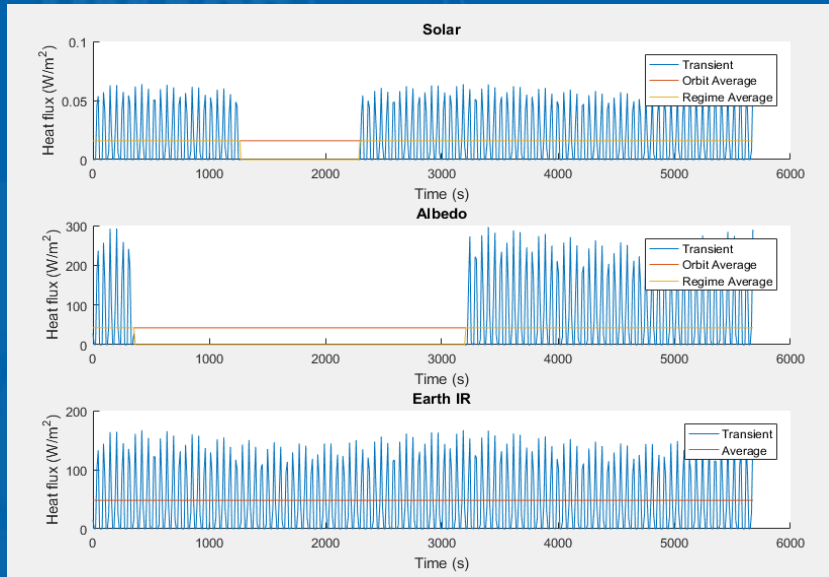 Solar
Heat flux (W/m²)
0.1
0.05
0
Transient
Orbit Average
Regime Average
0 1000 2000 3000 4000 5000 6000
Time (s)
Albedo
Heat flux (W/m²)
300
200
100
0
Transient
Orbit Average
Regime Average
0 1000 2000 3000 4000 5000 6000
Time (s)
Earth IR
Heat flux (W/m²)
200
100
0
Transient
Average
0 1000 2000 3000 4000 5000 6000
Time (s)